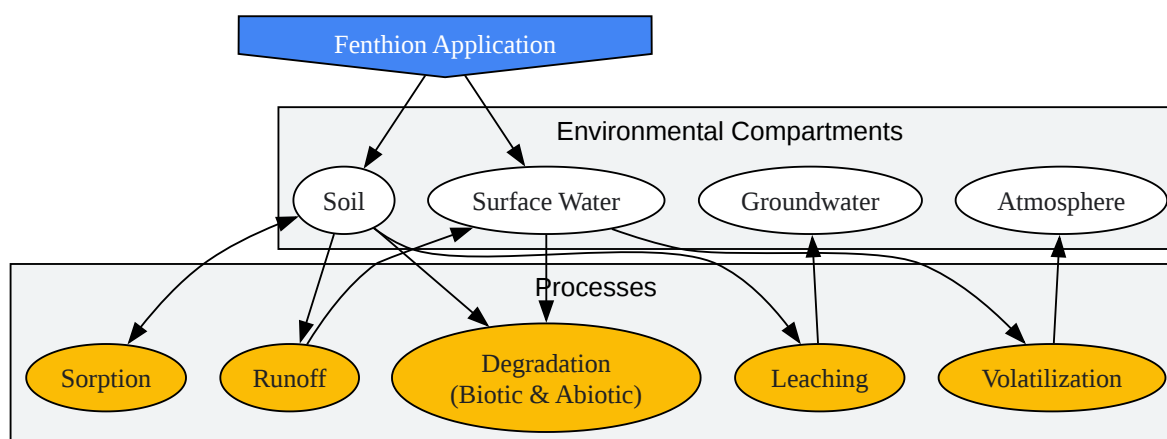 Fenthion Application
Environmental Compartments
Soil
Surface Water
Groundwater
Atmosphere
Processes
Sorption
Runoff
Degradation
(Biotic & Abiotic)
Leaching
Volatilization